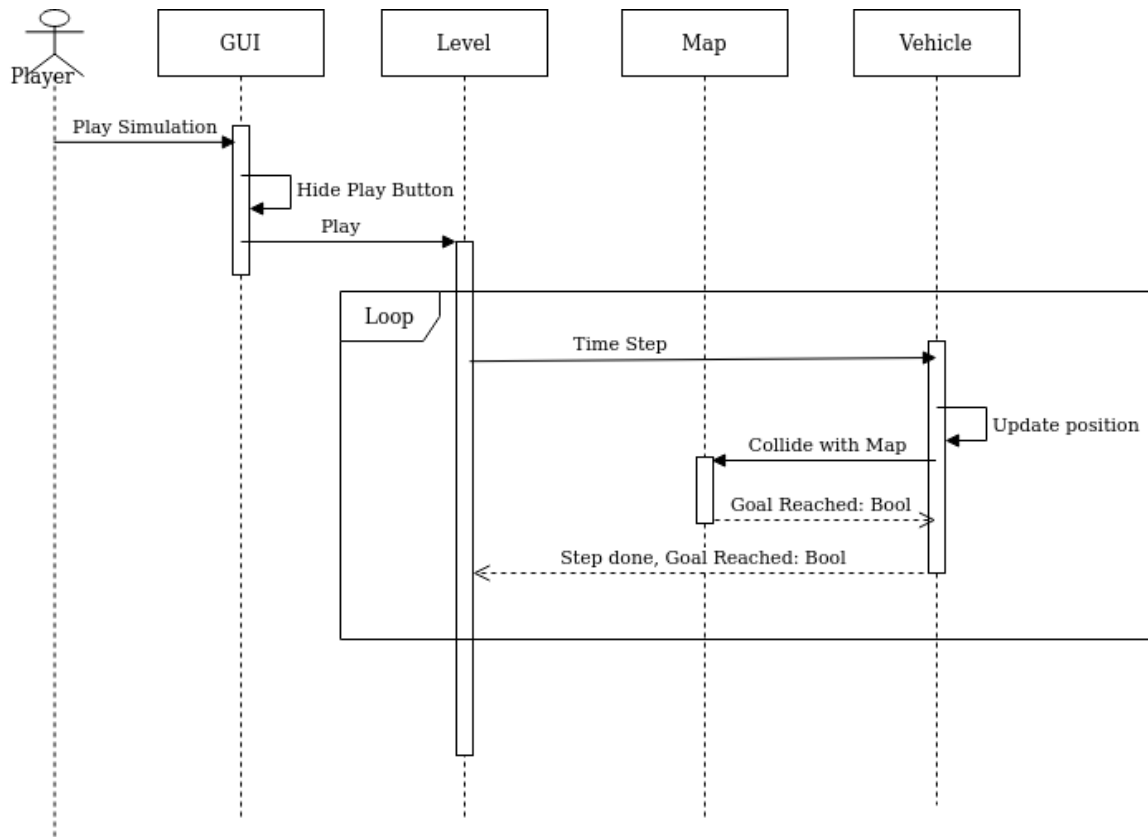 Player
GUI
Level
Map
Vehicle
Play Simulation
Hide Play Button
Play
Loop
Time Step
Update position
Collide with Map
Goal Reached: Bool
Step done, Goal Reached: Bool